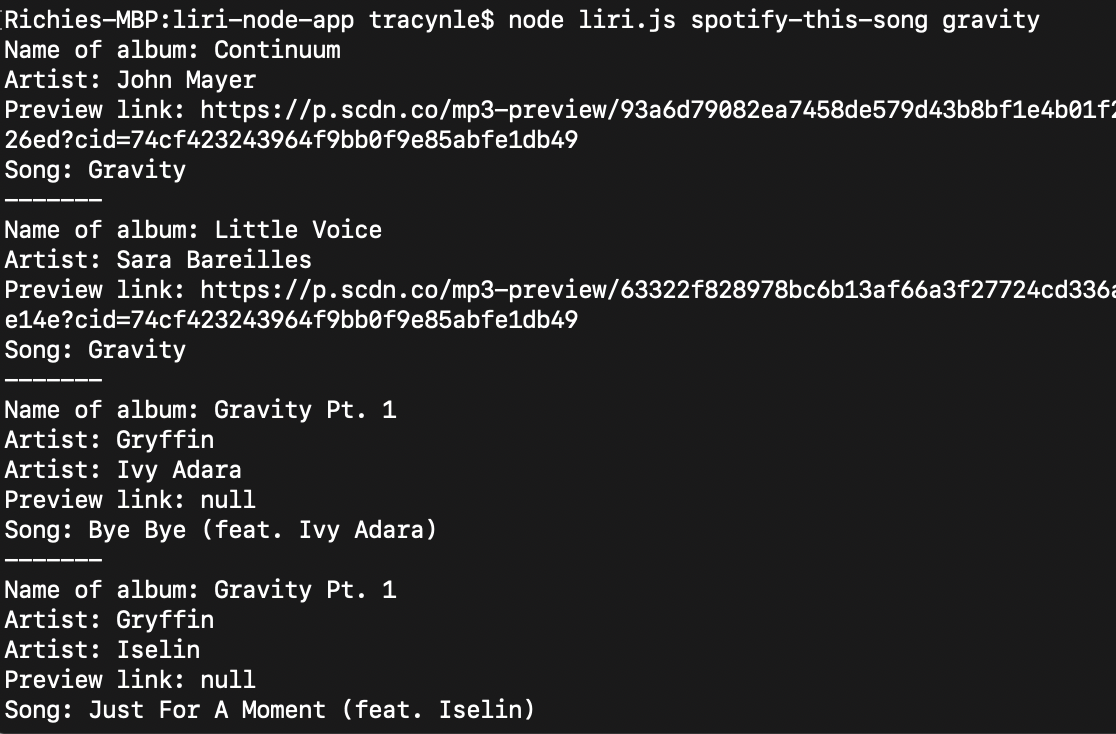 Richies-MBP:liri-node-app tracynle$ node liri.js spotify-this-song gravity
Name of album: Continuum
Artist: John Mayer
Preview link: https://p.scdn.co/mp3-preview/93a6d79082ea7458de579d43b8bf1e4b01f2
26ed?cid=74cf423243964f9bb0f9e85abfe1db49
Song: Gravity
-------
Name of album: Little Voice
Artist: Sara Bareilles
Preview link: https://p.scdn.co/mp3-preview/63322f828978bc6b13af66a3f27724cd336a
e14e?cid=74cf423243964f9bb0f9e85abfe1db49
Song: Gravity
-------
Name of album: Gravity Pt. 1
Artist: Gryffin
Artist: Ivy Adara
Preview link: null
Song: Bye Bye (feat. Ivy Adara)
-------
Name of album: Gravity Pt. 1
Artist: Gryffin
Artist: Iselin
Preview link: null
Song: Just For A Moment (feat. Iselin)